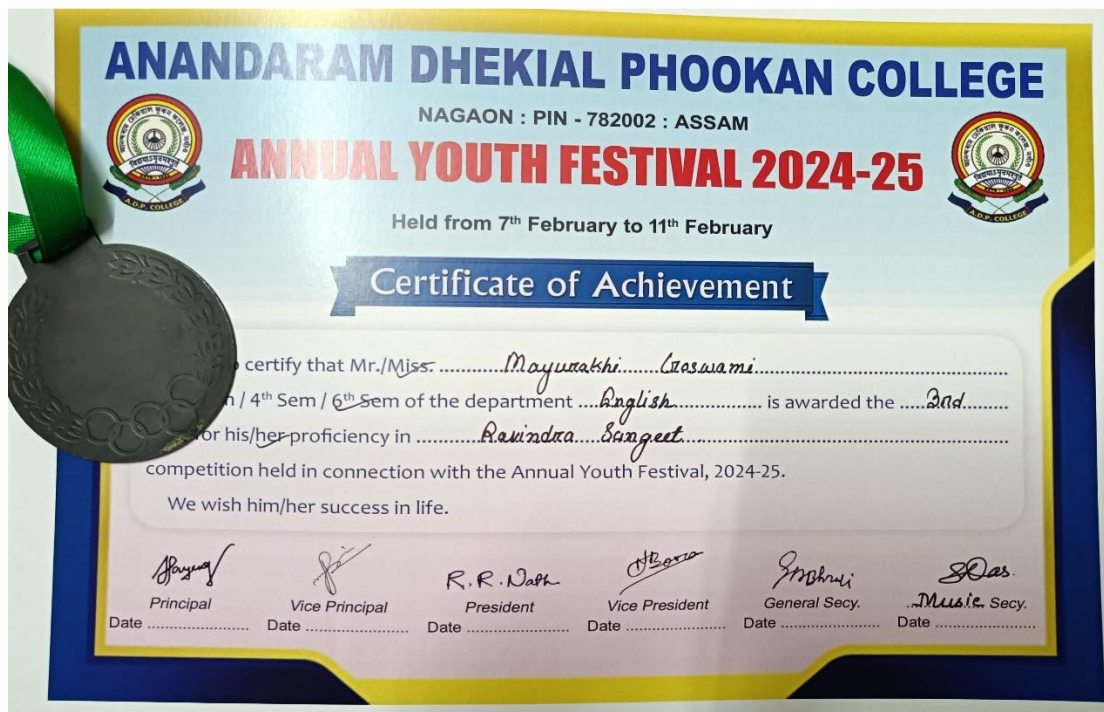 ANANDARAM DHEKIAL PHOOKAN COLLEGE
NAGAON : PIN - 782002 : ASSAM
ANNUAL YOUTH FESTIVAL 2024-25
A.D.P. COLLEGE
A.D.P. COLLEGE
Held from 7th February to 11th February
Certificate of Achievement
certify that Mr./Miss. Mayurakhi Goswami
/ 4th Sem / 6th Sem of the department English is awarded the 3rd
for his/her proficiency in Ravindra Sangeet
competition held in connection with the Annual Youth Festival, 2024-25.
We wish him/her success in life.
R. R. Nath
SDas.
Principal Vice Principal President Vice President General Secy. Music Secy.
Date Date Date Date Date Date